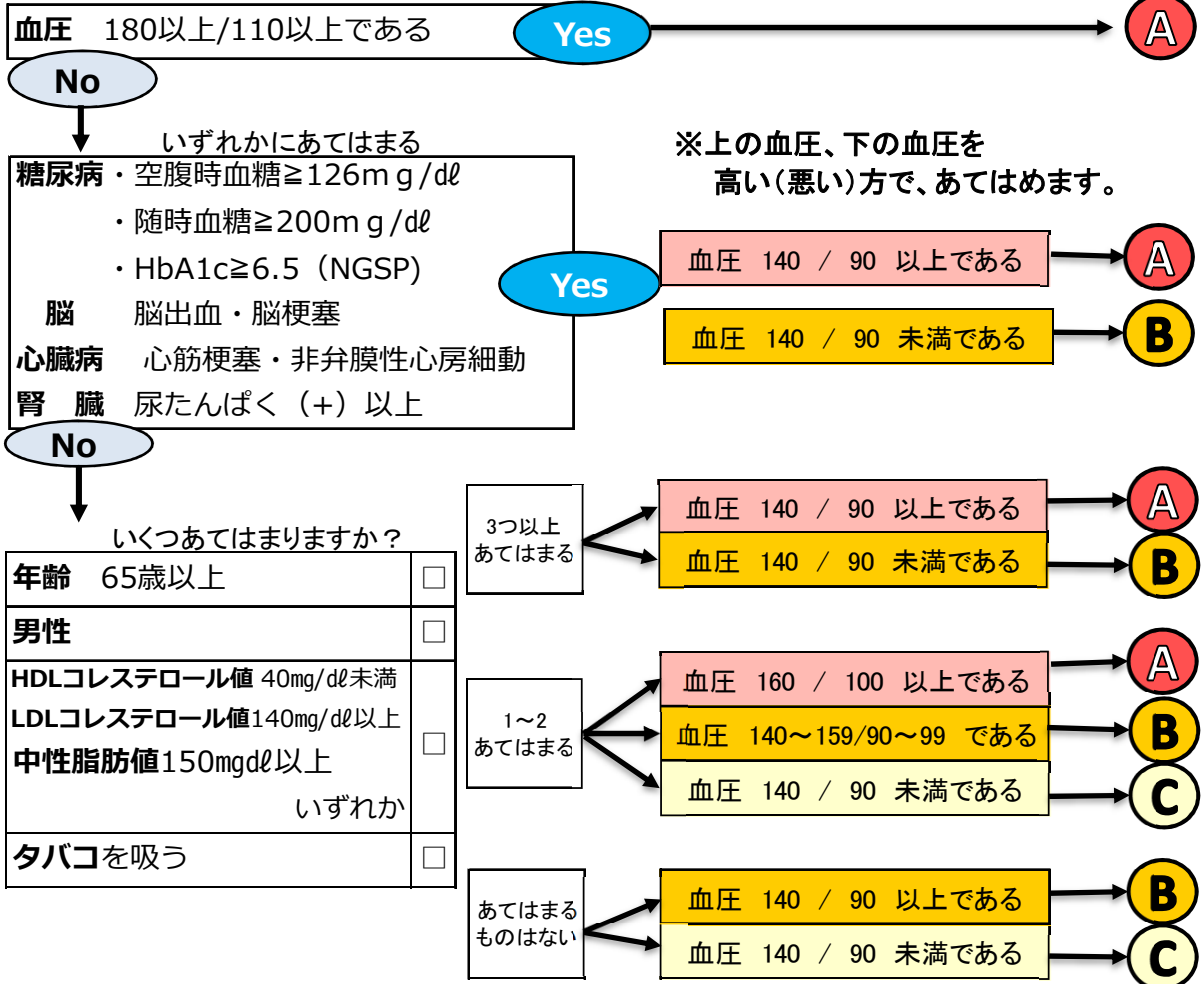 血圧 180以上/110以上である
Yes
A
No
いずれかにあてはまる
糖尿病・空腹時血糖≧126mg/㎗
・随時血糖≧200mg/㎗
・HbA1c≧6.5（NGSP)
脳 脳出血・脳梗塞
心臓病 心筋梗塞・非弁膜性心房細動
腎 臓 尿たんぱく（+）以上
Yes
※上の血圧、下の血圧を
高い（悪い）方で、あてはめます。
血圧 140 / 90 以上である
A
血圧 140 / 90 未満である
B
No
いくつあてはまりますか？
年齢 65歳以上 □
男性 □
HDLコレステロール値 40㎎/㎗未満
LDLコレステロール値140㎎/㎗以上
中性脂肪値150mg㎗以上 □
いずれか
タバコを吸う □
3つ以上
あてはまる
血圧 140 / 90 以上である
A
血圧 140 / 90 未満である
B
1～2
あてはまる
血圧 160 / 100 以上である
A
血圧 140～159/90～99 である
B
血圧 140 / 90 未満である
C
あてはまる
ものはない
血圧 140 / 90 以上である
B
血圧 140 / 90 未満である
C